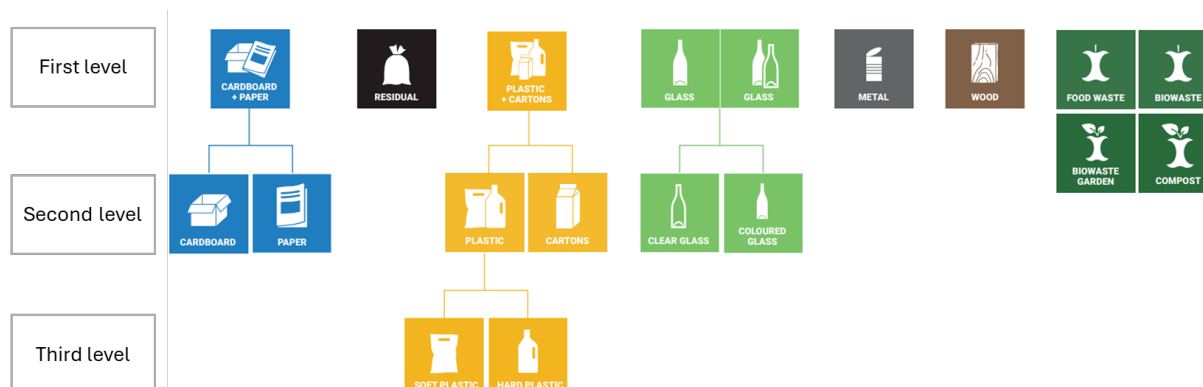 First level
CARDBOARD
+ PAPER
RESIDUAL
PLASTIC
+ CARTONS
GLASS
GLASS
METAL
WOOD
FOOD WASTE
BIOWASTE
BIOWASTE
GARDEN
COMPOST
Second level
CARDBOARD
PAPER
PLASTIC
CARTONS
CLEAR GLASS
COLOURED
GLASS
Third level
SOFT PLASTIC
HARD PLASTIC